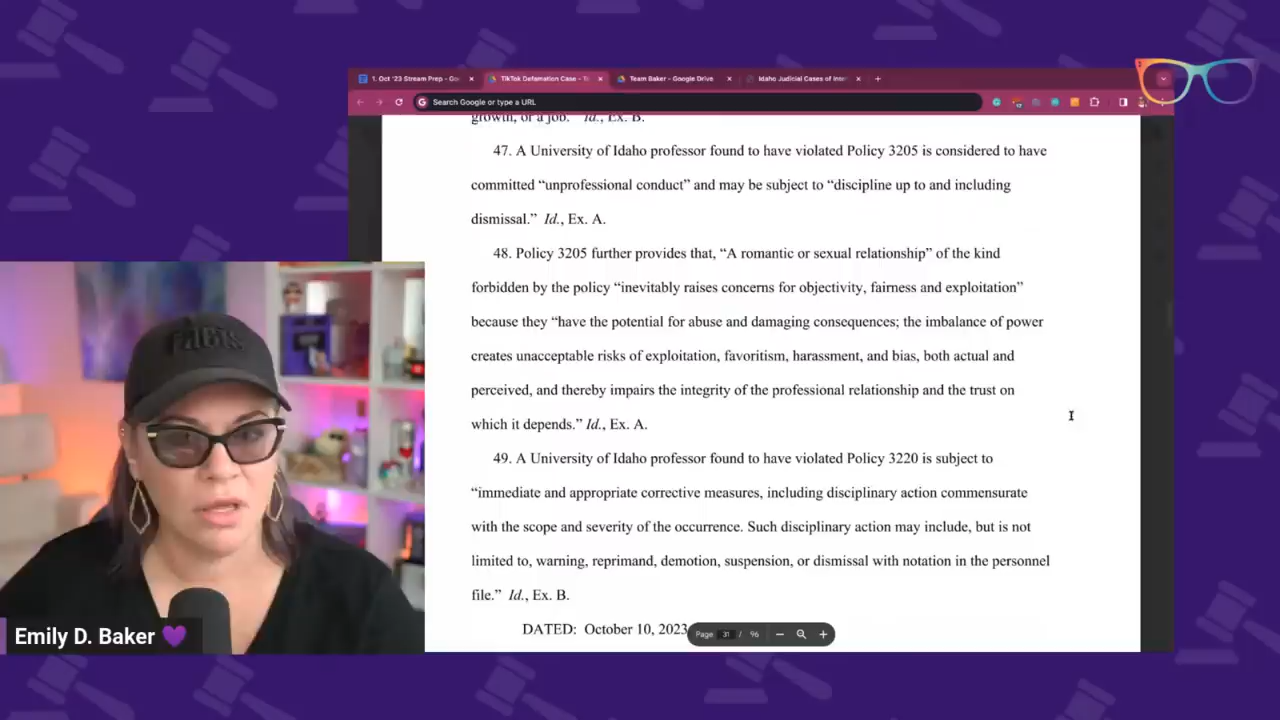 1. Oct '23 Stream Prep - Go
TikTok Defamation Case - Th
Team Baker - Google Drive
Idaho Judicial Cases of Inter
Search Google or type a URL
growth, or a job." Id., Ex. B.
47. A University of Idaho professor found to have violated Policy 3205 is considered to have
committed “unprofessional conduct” and may be subject to “discipline up to and including
dismissal.” Id., Ex. A.
48. Policy 3205 further provides that, “A romantic or sexual relationship” of the kind
forbidden by the policy “inevitably raises concerns for objectivity, fairness and exploitation”
because they “have the potential for abuse and damaging consequences; the imbalance of power
creates unacceptable risks of exploitation, favoritism, harassment, and bias, both actual and
perceived, and thereby impairs the integrity of the professional relationship and the trust on
which it depends.” Id., Ex. A.
49. A University of Idaho professor found to have violated Policy 3220 is subject to
“immediate and appropriate corrective measures, including disciplinary action commensurate
with the scope and severity of the occurrence. Such disciplinary action may include, but is not
limited to, warning, reprimand, demotion, suspension, or dismissal with notation in the personnel
file.” Id., Ex. B.
DATED: October 10, 2023
Page 31 / 96
Emily D. Baker 💜